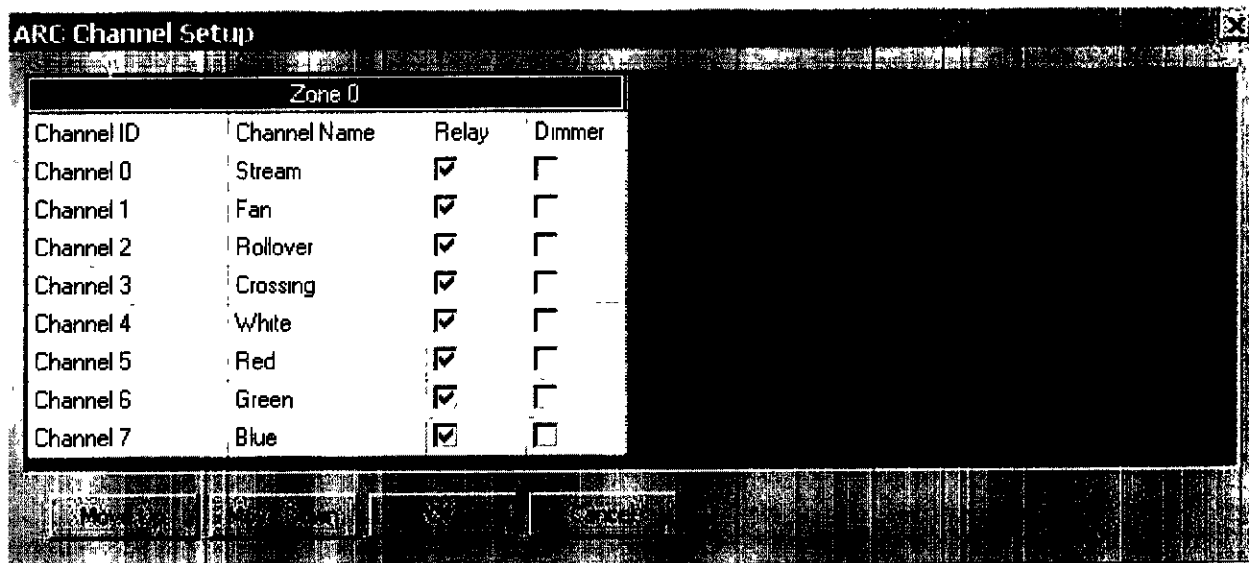 ARC Channel Setup
Zone 0
Channel ID Channel Name Relay Dimmer
Channel 0 Stream
Channel 1 Fan
Channel 2 Rollover
Channel 3 Crossing
Channel 4 White
Channel 5 Red
Channel 6 Green
Channel 7 Blue
Cancel